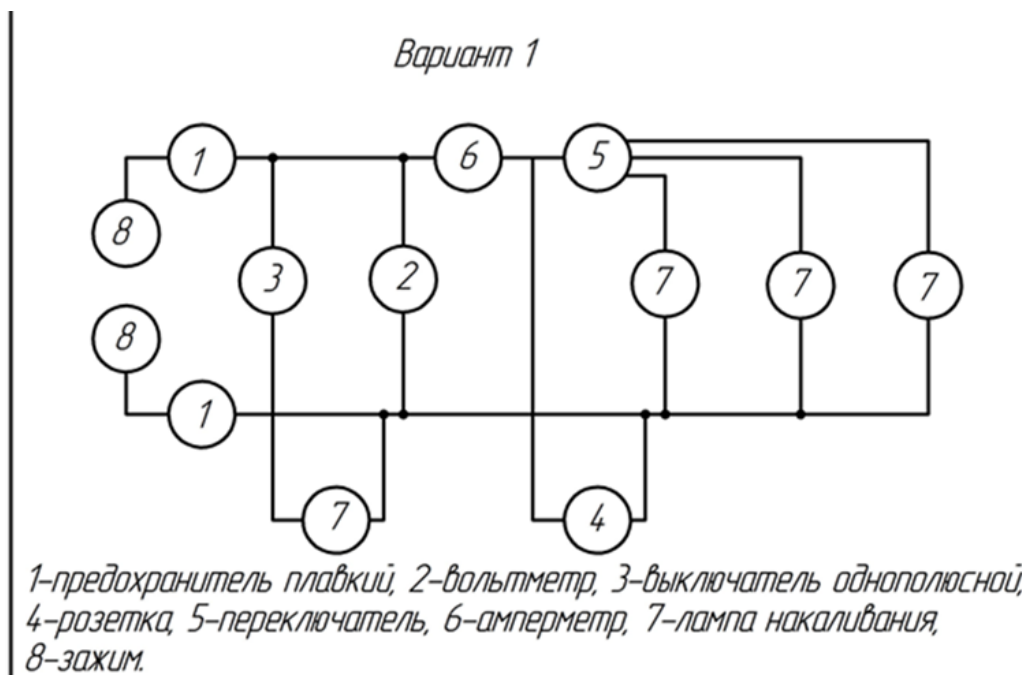 Вариант 1
1 6 5
8
3 2 7 7 7
8
1
7 4
1-предохранитель плавкий, 2-вольтметр, 3-выключатель однополюсной,
4-розетка, 5-переключатель, 6-амперметр, 7-лампа накаливания,
8-зажим.